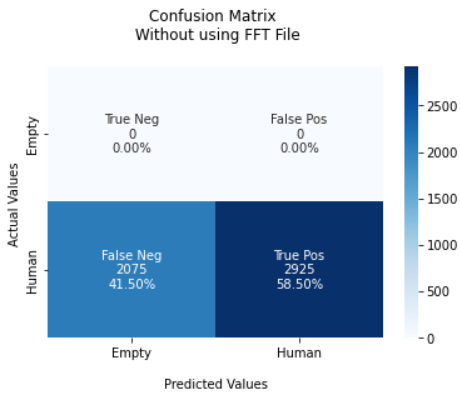 Confusion Matrix
Without using FFT File
True Neg
0
0.00%
False Pos
0
0.00%
False Neg
2075
41.50%
True Pos
2925
58.50%
Empty
Human
Actual Values
Empty
Human
Predicted Values
2500
2000
1500
1000
500
0